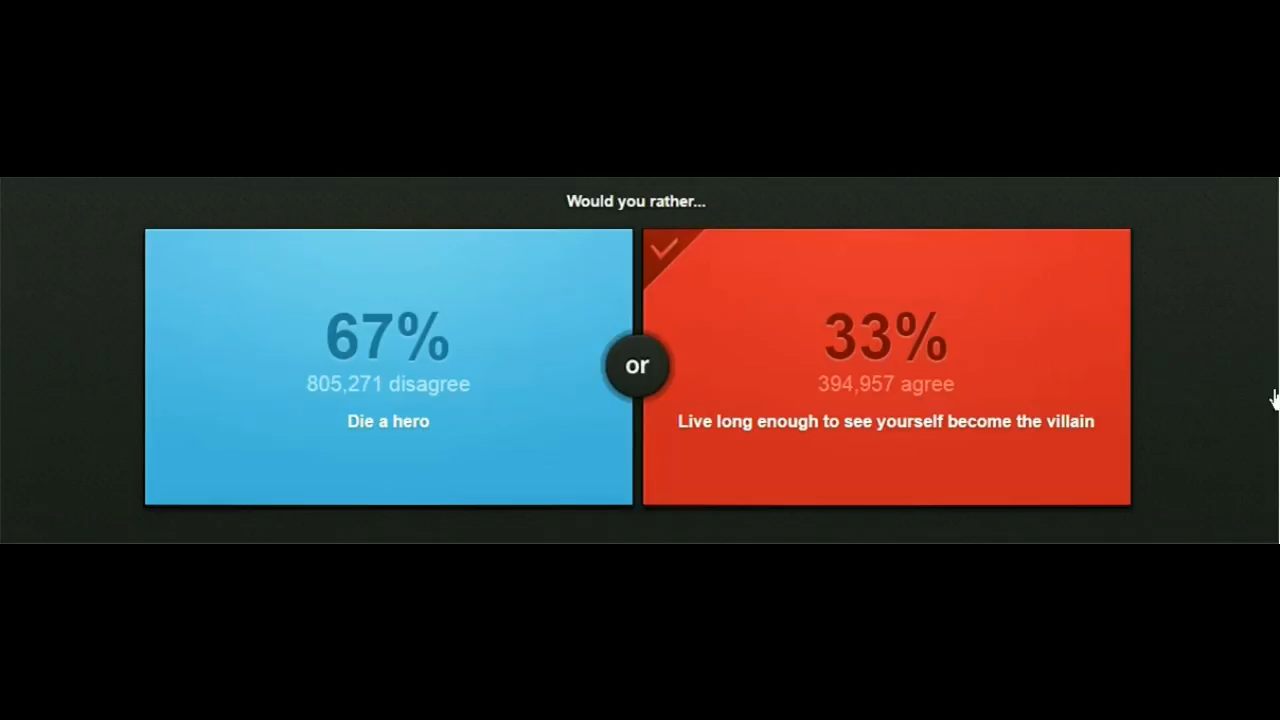 Would you rather...
67%
805,271 disagree
Die a hero
or
33%
394,957 agree
Live long enough to see yourself become the villain